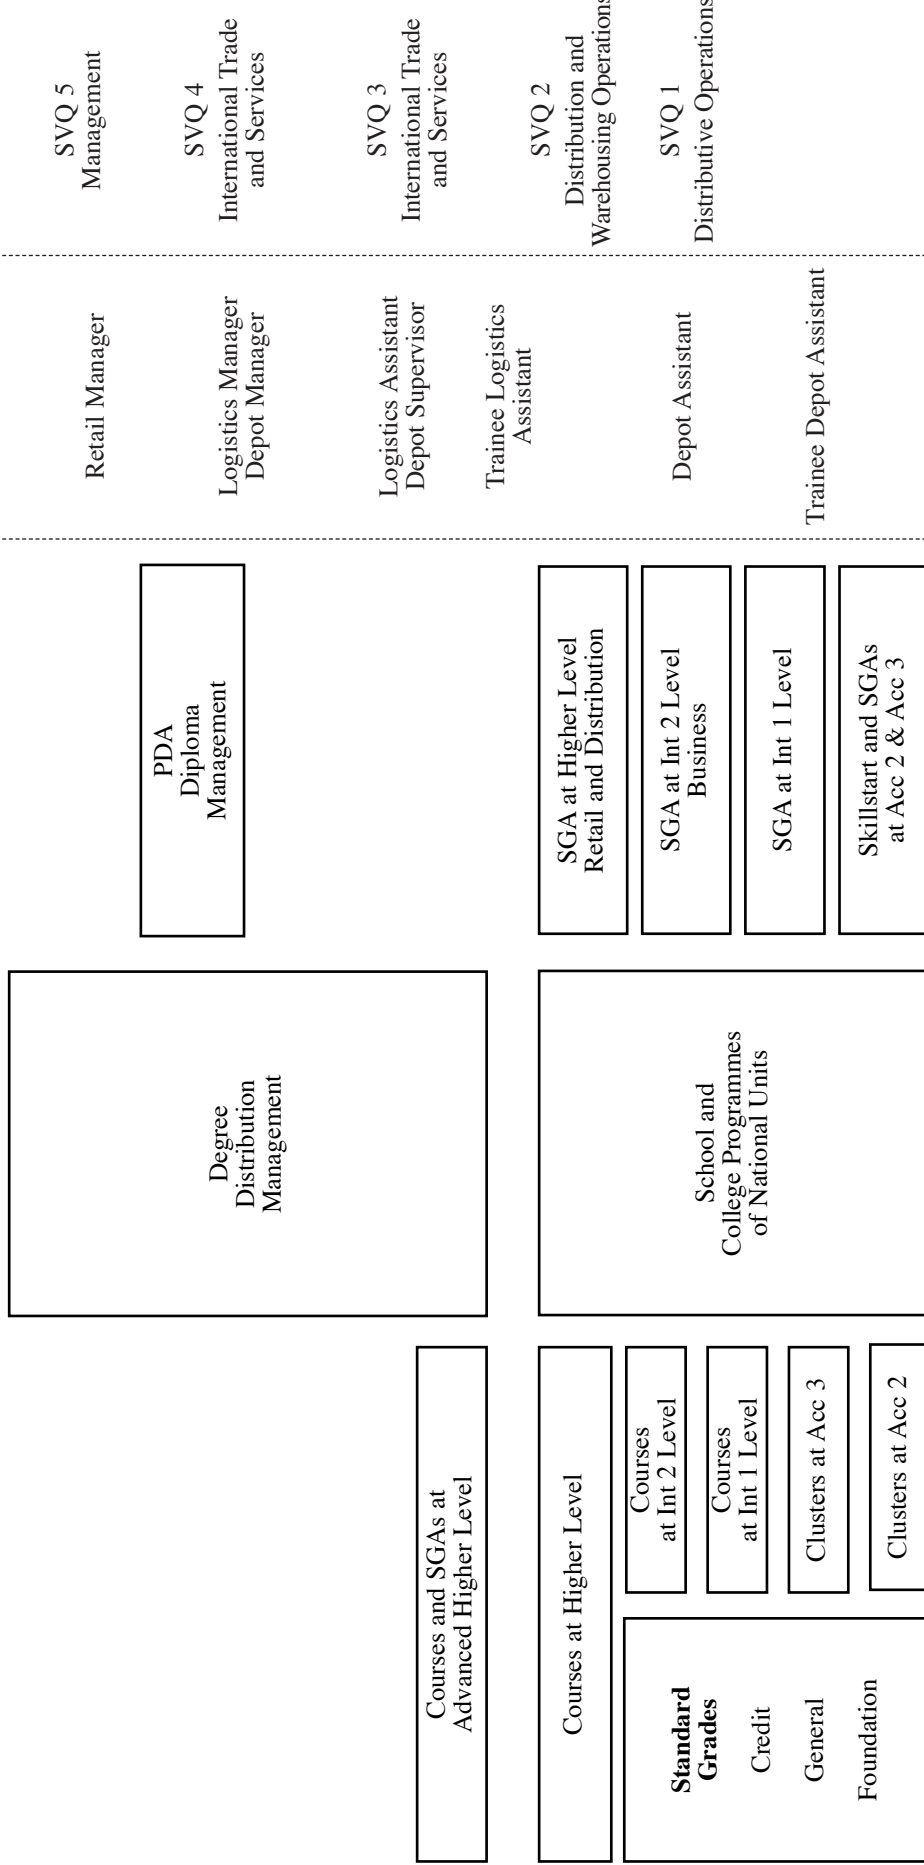 Courses and SGAs at
Advanced Higher Level
Courses at Higher Level
Standard
Grades
Credit
General
Foundation
Courses
at Int 2 Level
Courses
at Int 1 Level
Clusters at Acc 3
Clusters at Acc 2
Degree
Distribution
Management
School and
College Programmes
of National Units
PDA
Diploma
Management
SGA at Higher Level
Retail and Distribution
SGA at Int 2 Level
Business
SGA at Int 1 Level
Skillstart and SGAs
at Acc 2 & Acc 3
Retail Manager
Logistics Manager
Depot Manager
Logistics Assistant
Depot Supervisor
Trainee Logistics
Assistant
Depot Assistant
Trainee Depot Assistant
SVQ 5
Management
SVQ 4
International Trade
and Services
SVQ 3
International Trade
and Services
SVQ 2
Distribution and
Warehousing Operations
SVQ 1
Distributive Operations